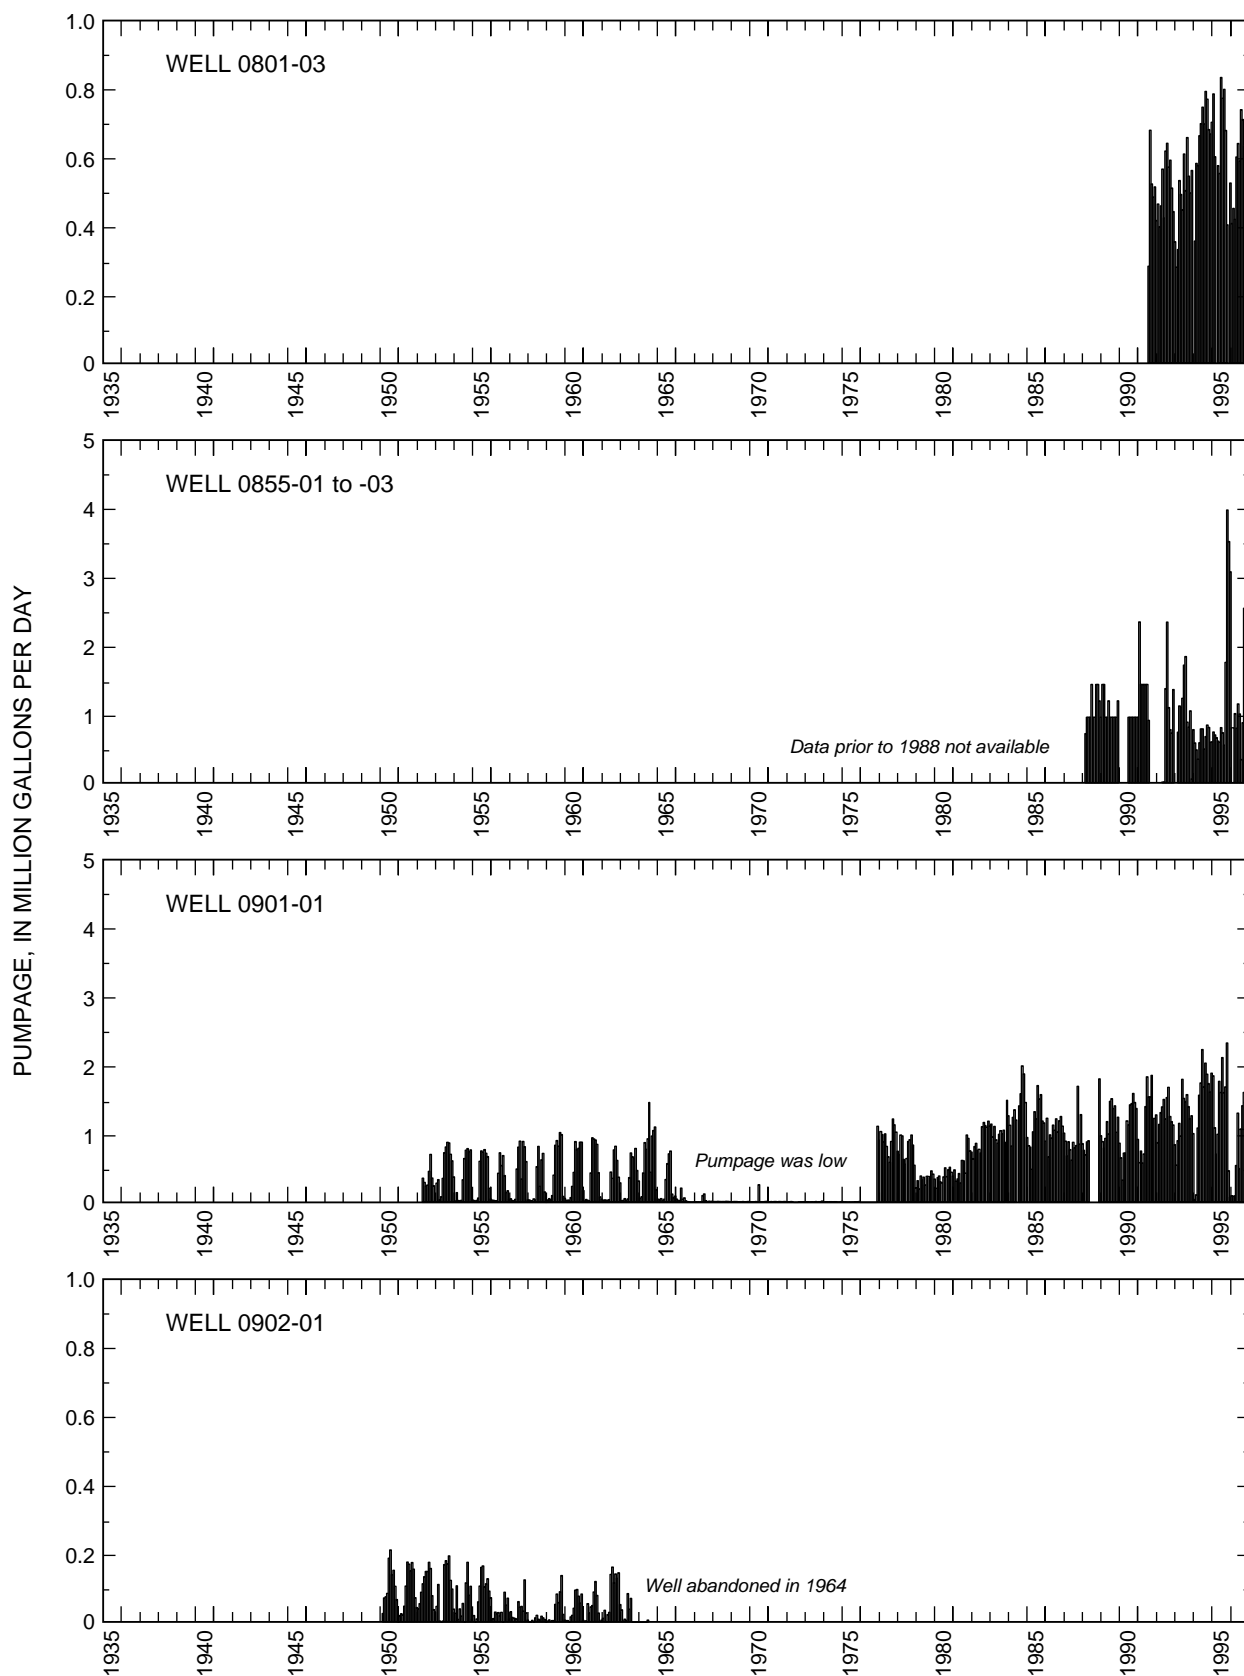 PUMPAGE, IN MILLION GALLONS PER DAY
WELL 0801-03
1.0
0.8
0.6
0.4
0.2
0
1935 1940 1945 1950 1955 1960 1965 1970 1975 1980 1985 1990 1995
WELL 0855-01 to -03
5
4
3
2
1
0
Data prior to 1988 not available
1935 1940 1945 1950 1955 1960 1965 1970 1975 1980 1985 1990 1995
WELL 0901-01
5
4
3
2
1
0
Pumpage was low
1935 1940 1945 1950 1955 1960 1965 1970 1975 1980 1985 1990 1995
WELL 0902-01
1.0
0.8
0.6
0.4
0.2
0
Well abandoned in 1964
1935 1940 1945 1950 1955 1960 1965 1970 1975 1980 1985 1990 1995